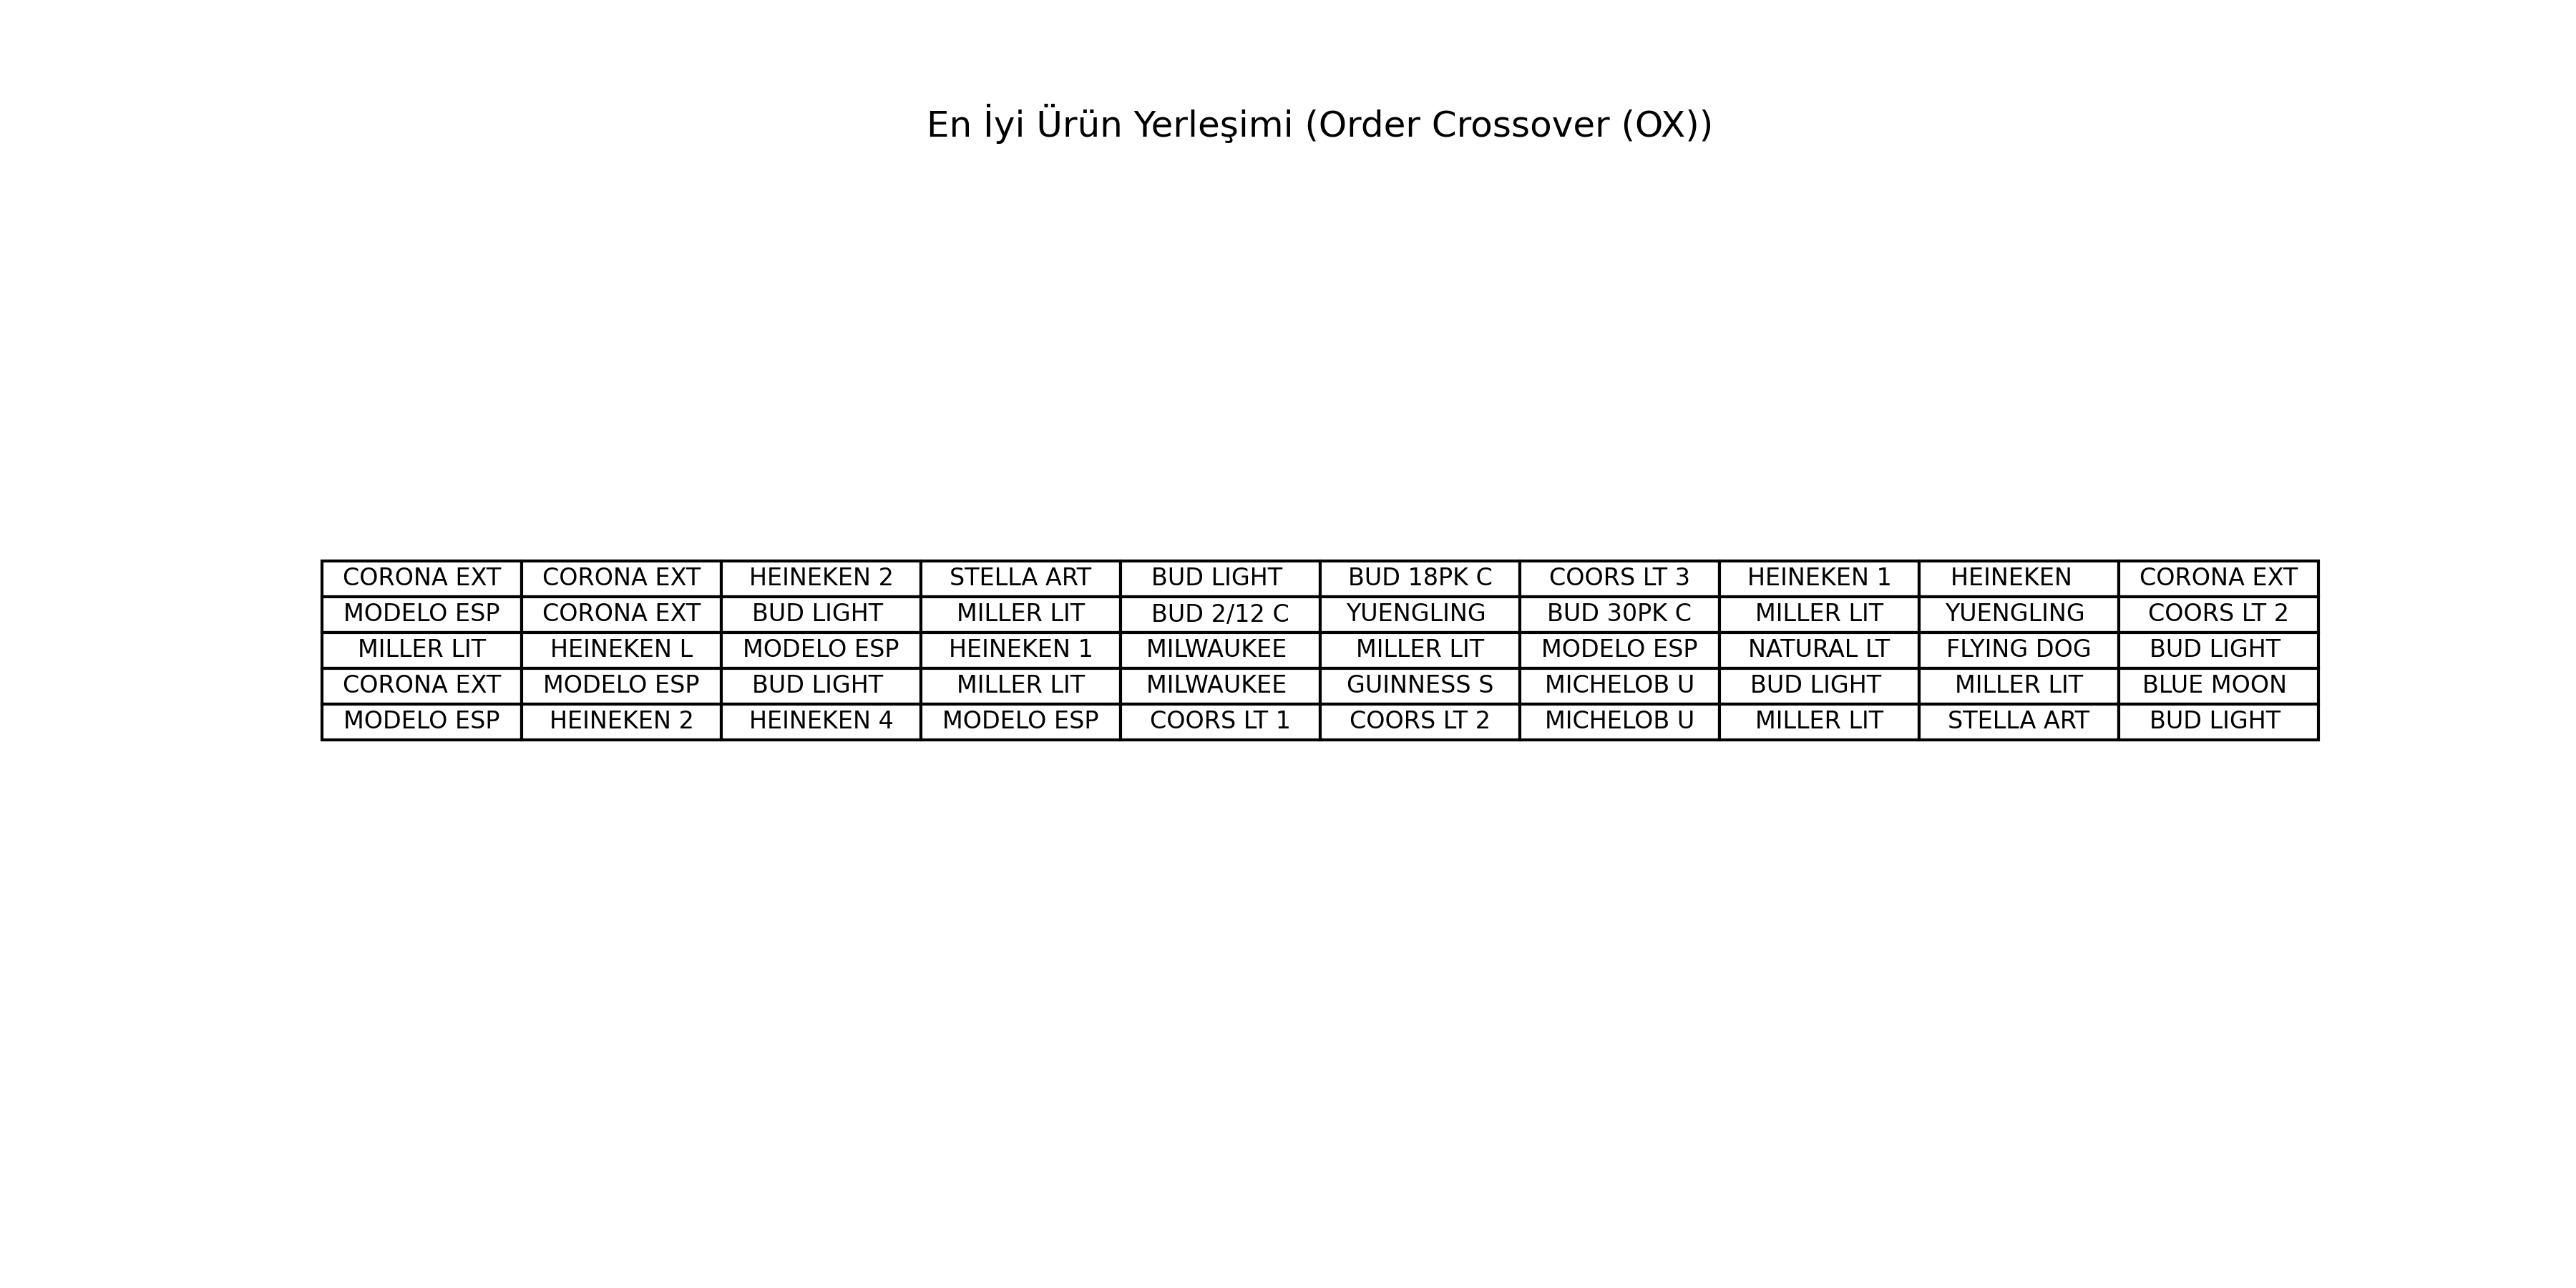 En İyi Ürün Yerleşimi (Order Crossover (OX))
CORONA EXT CORONA EXT HEINEKEN 2 STELLA ART BUD LIGHT BUD 18PK C COORS LT 3 HEINEKEN 1 HEINEKEN CORONA EXT
MODELO ESP CORONA EXT BUD LIGHT MILLER LIT BUD 2/12 C YUENGLING BUD 30PK C MILLER LIT YUENGLING COORS LT 2
MILLER LIT HEINEKEN L MODELO ESP HEINEKEN 1 MILWAUKEE MILLER LIT MODELO ESP NATURAL LT FLYING DOG BUD LIGHT
CORONA EXT MODELO ESP BUD LIGHT MILLER LIT MILWAUKEE GUINNESS S MICHELOB U BUD LIGHT MILLER LIT BLUE MOON
MODELO ESP HEINEKEN 2 HEINEKEN 4 MODELO ESP COORS LT 1 COORS LT 2 MICHELOB U MILLER LIT STELLA ART BUD LIGHT